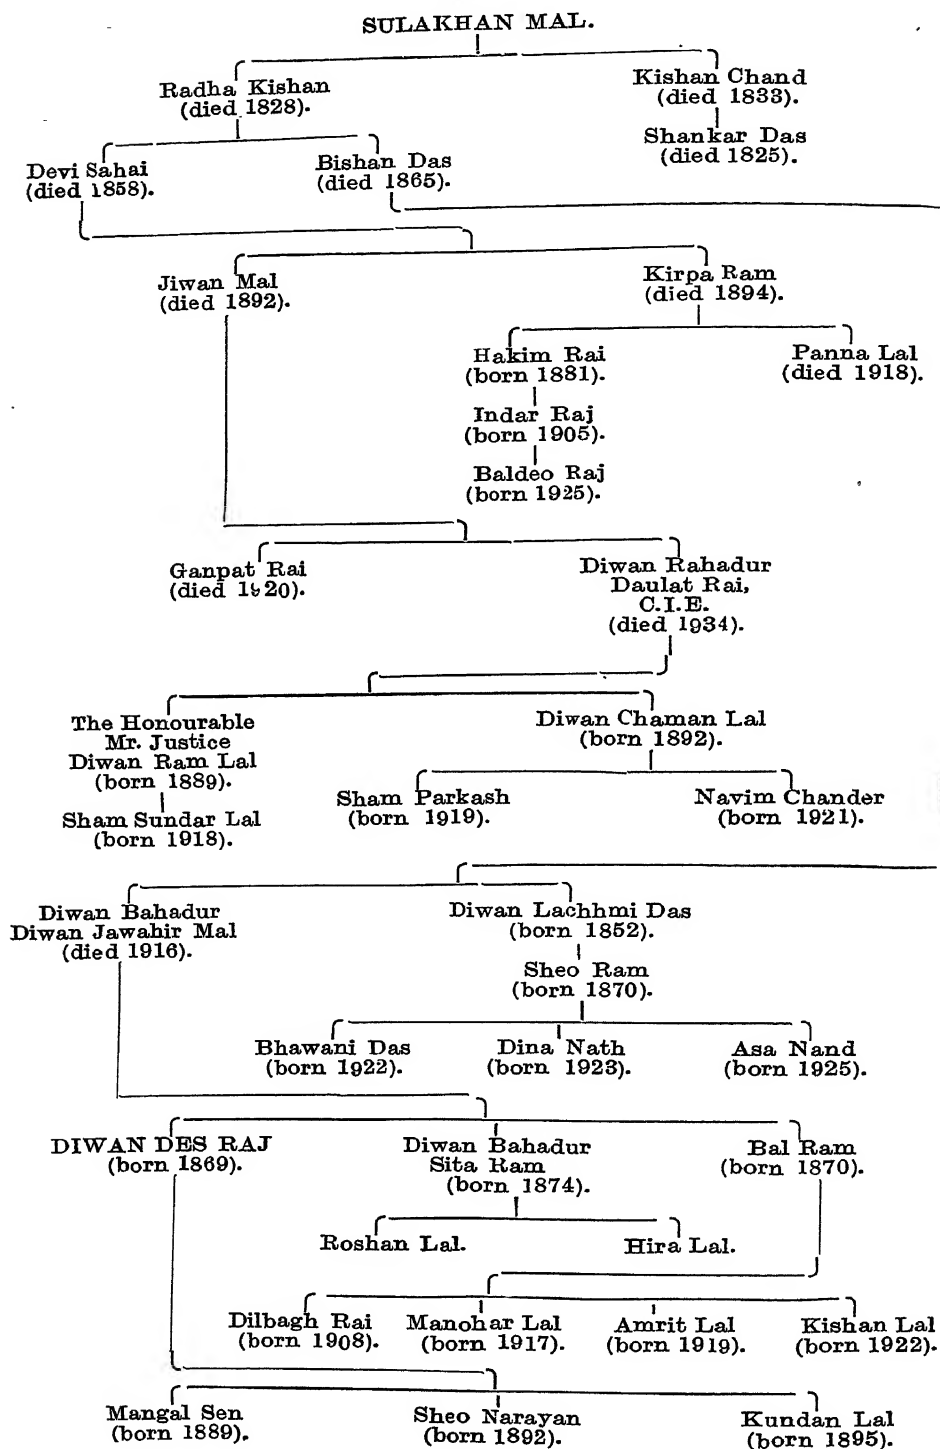 SULAKHAN MAL.
Radha Kishan
(died 1828).
Kishan Chand
(died 1833).
Shankar Das
(died 1825).
Devi Sahai
(died 1858).
Bishan Das
(died 1865).
Jiwan Mal
(died 1892).
Kirpa Ram
(died 1894).
Hakim Rai
(born 1881).
Panna Lal
(died 1918).
Indar Raj
(born 1905).
Baldeo Raj
(born 1925).
Ganpat Rai
(died 1920).
Diwan Rahadur
Daulat Rai,
C.I.E.
(died 1934).
The Honourable
Mr. Justice
Diwan Ram Lal
(born 1889).
Sham Sundar Lal
(born 1918).
Diwan Chaman Lal
(born 1892).
Sham Parkash
(born 1919).
Navim Chander
(born 1921).
Diwan Bahadur
Diwan Jawahir Mal
(died 1916).
Diwan Lachhmi Das
(born 1852).
Sheo Ram
(born 1870).
Bhawani Das
(born 1922).
Dina Nath
(born 1923).
Asa Nand
(born 1925).
DIWAN DES RAJ
(born 1869).
Diwan Bahadur
Sita Ram
(born 1874).
Bal Ram
(born 1870).
Roshan Lal.
Hira Lal.
Dilbagh Rai
(born 1908).
Manohar Lal
(born 1917).
Amrit Lal
(born 1919).
Kishan Lal
(born 1922).
Mangal Sen
(born 1889).
Sheo Narayan
(born 1892).
Kundan Lal
(born 1895).